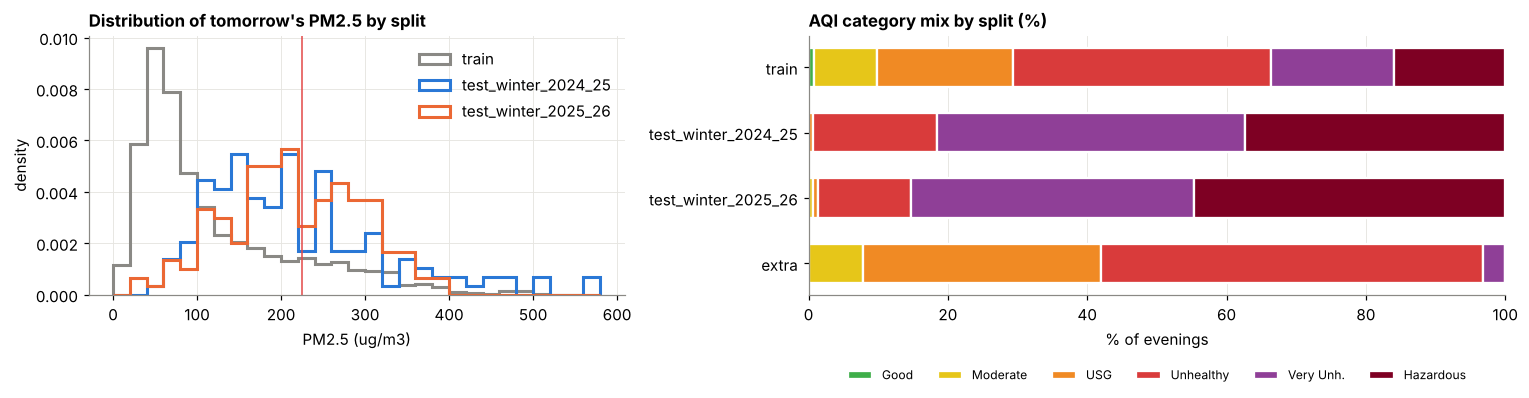 Distribution of tomorrow's PM2.5 by split
0.010
0.008
0.006
0.004
0.002
0.000
density
0 100 200 300 400 500 600
PM2.5 (ug/m3)
train
test_winter_2024_25
test_winter_2025_26
AQI category mix by split (%)
train
test_winter_2024_25
test_winter_2025_26
extra
0 20 40 60 80 100
% of evenings
Good Moderate USG Unhealthy Very Unh. Hazardous